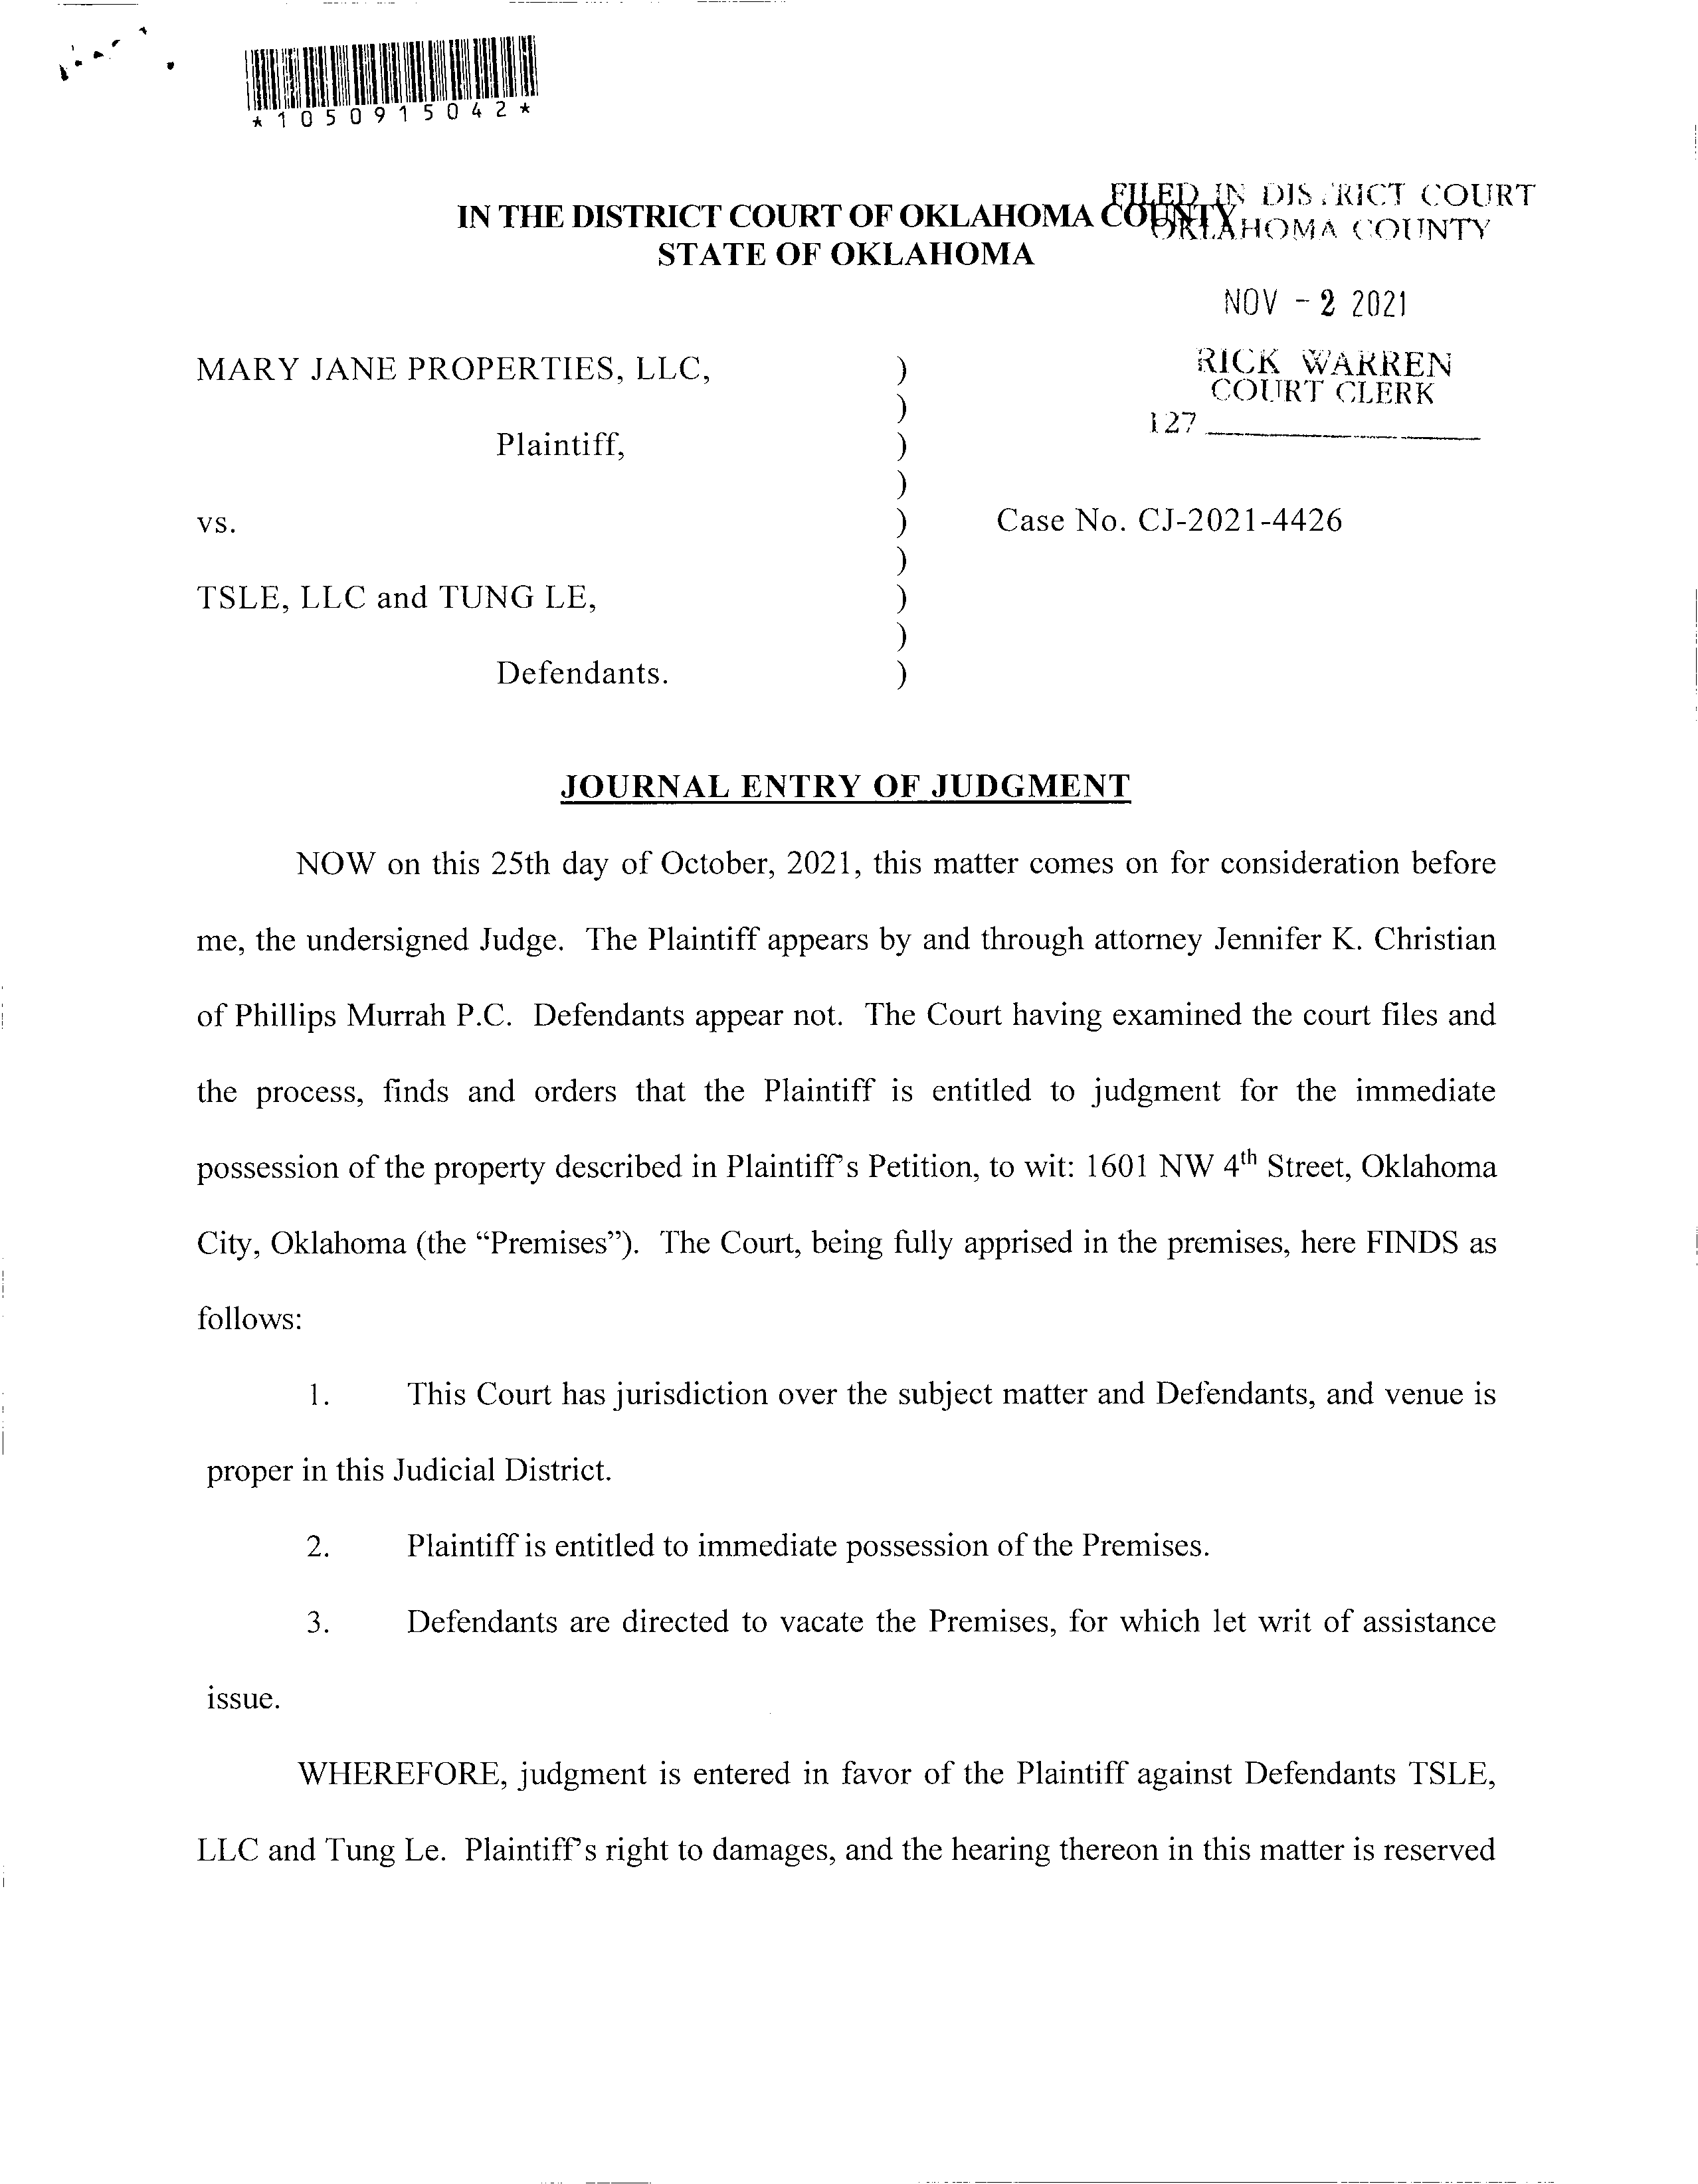 *1050915042*
FILED IN DISTRICT COURT
IN THE DISTRICT COURT OF OKLAHOMA COUNTY
OKLAHOMA COUNTY
STATE OF OKLAHOMA
NOV - 2 2021
MARY JANE PROPERTIES, LLC, )
RICK WARREN
COURT CLERK
)
127
Plaintiff, )
)
vs. ) Case No. CJ-2021-4426
)
TSLE, LLC and TUNG LE, )
)
Defendants. )
JOURNAL ENTRY OF JUDGMENT
NOW on this 25th day of October, 2021, this matter comes on for consideration before
me, the undersigned Judge. The Plaintiff appears by and through attorney Jennifer K. Christian
of Phillips Murrah P.C. Defendants appear not. The Court having examined the court files and
the process, finds and orders that the Plaintiff is entitled to judgment for the immediate
possession of the property described in Plaintiff's Petition, to wit: 1601 NW 4th Street, Oklahoma
City, Oklahoma (the “Premises”). The Court, being fully apprised in the premises, here FINDS as
follows:
1. This Court has jurisdiction over the subject matter and Defendants, and venue is
proper in this Judicial District.
2. Plaintiff is entitled to immediate possession of the Premises.
3. Defendants are directed to vacate the Premises, for which let writ of assistance
issue.
WHEREFORE, judgment is entered in favor of the Plaintiff against Defendants TSLE,
LLC and Tung Le. Plaintiff's right to damages, and the hearing thereon in this matter is reserved